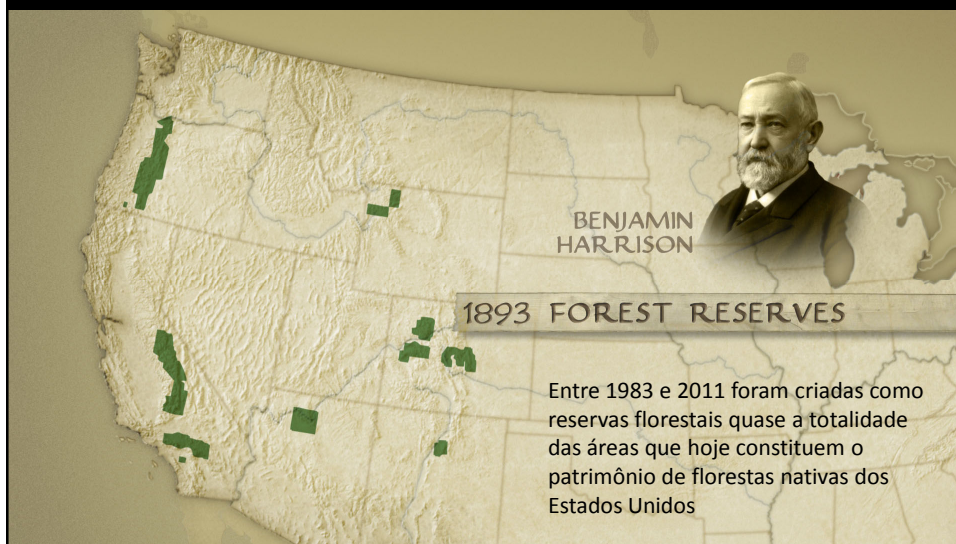 BENJAMIN
HARRISON
1893 FOREST RESERVES
Entre 1983 e 2011 foram criadas como
reservas florestais quase a totalidade
das áreas que hoje constituem o
patrimônio de florestas nativas dos
Estados Unidos